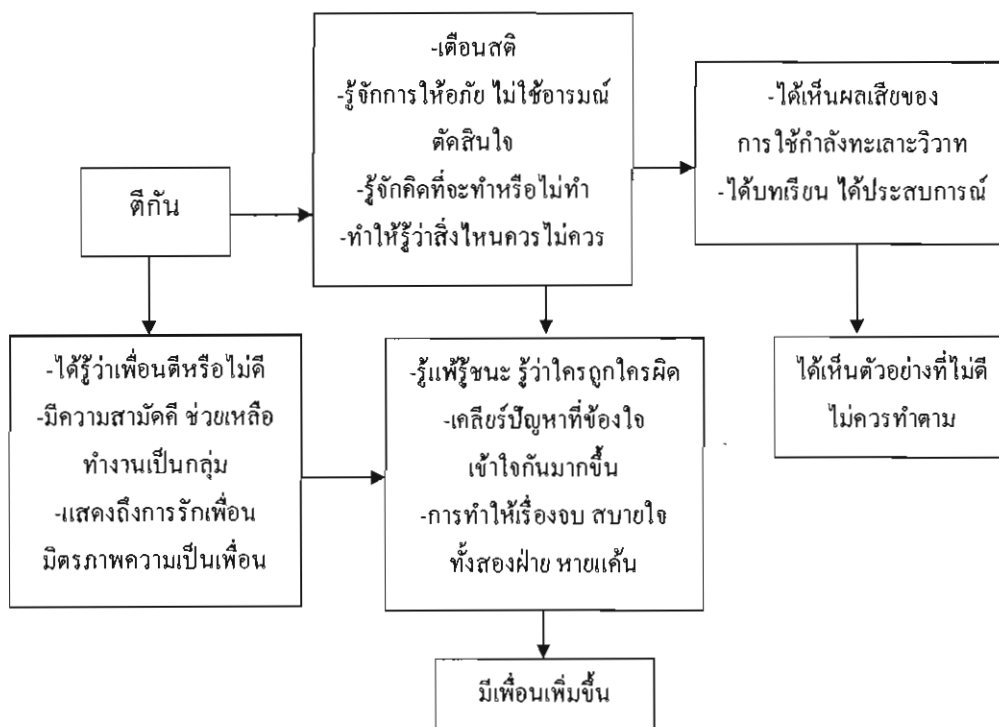 ตีกัน
-เตือนสติ
-รู้จักการให้อภัย ไม่ใช้อารมณ์
ตัดสินใจ
-รู้จักคิดที่จะทำหรือไม่ทำ
-ทำให้รู้ว่าสิ่งไหนควรไม่ควร
-ได้เห็นผลเสียของ
การใช้กำลังทะเลาะวิวาท
-ได้บทเรียน ได้ประสบการณ์
-ได้รู้ว่าเพื่อนดีหรือไม่ดี
-มีความสามัคคี ช่วยเหลือ
ทำงานเป็นกลุ่ม
-แสดงถึงการรักเพื่อน
มิตรภาพความเป็นเพื่อน
-รู้แพ้รู้ชนะ รู้ว่าใครถูกใครผิด
-เคลียร์ปัญหาที่ข้องใจ
เข้าใจกันมากขึ้น
-การทำให้เรื่องจบ สบายใจ
ทั้งสองฝ่าย หายแค้น
ได้เห็นตัวอย่างที่ไม่ดี
ไม่ควรทำตาม
มีเพื่อนเพิ่มขึ้น